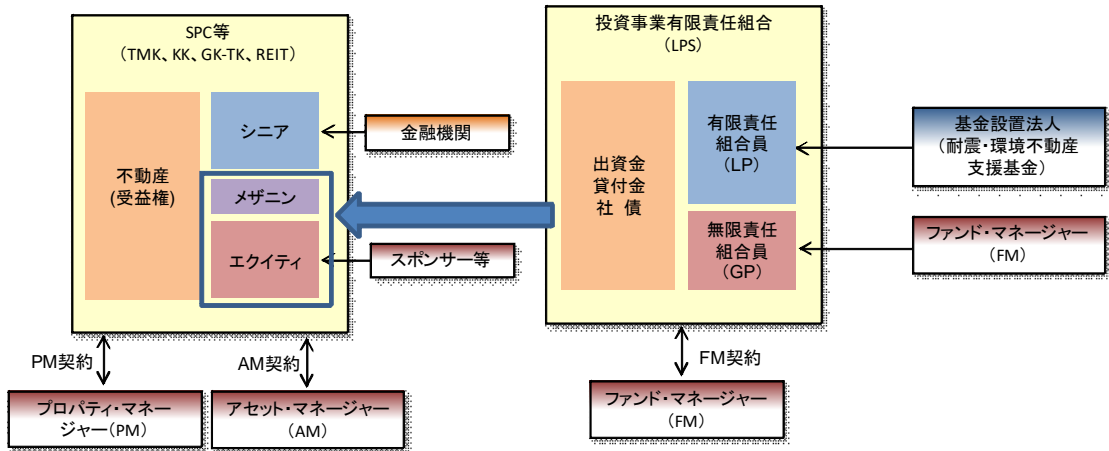 SPC等
（TMK、KK、GK-TK、REIT）
不動産
(受益権)
シニア
メザニン
エクイティ
金融機関
スポンサー等
投資事業有限責任組合
（LPS）
出資金
貸付金
社 債
有限責任
組合員
（LP）
無限責任
組合員
（GP）
基金設置法人
（耐震・環境不動産
支援基金）
ファンド・マネージャー
（FM）
PM契約
AM契約
FM契約
プロパティ・マネー
ジャー（PM）
アセット・マネージャー
（AM）
ファンド・マネージャー
（FM）